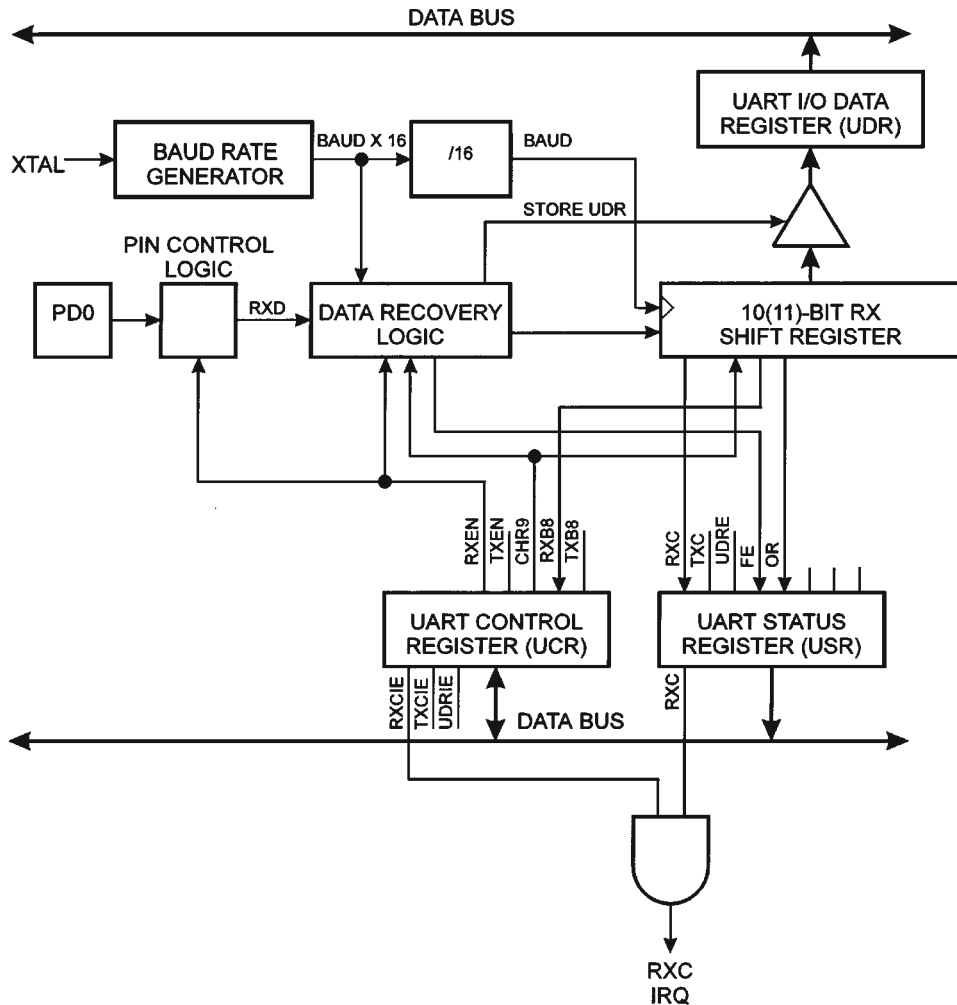 DATA BUS
UART I/O DATA
REGISTER (UDR)
XTAL
BAUD RATE
GENERATOR
BAUD X 16
/16
BAUD
STORE UDR
PIN CONTROL
LOGIC
PD0
RXD
DATA RECOVERY
LOGIC
10(11)-BIT RX
SHIFT REGISTER
RXEN
TXEN
CHR9
RXB8
TXB8
RXC
TXC
UDRE
FE
OR
UART CONTROL
REGISTER (UCR)
UART STATUS
REGISTER (USR)
RXCIE
TXCIE
UDRIE
RXC
DATA BUS
RXC
IRQ